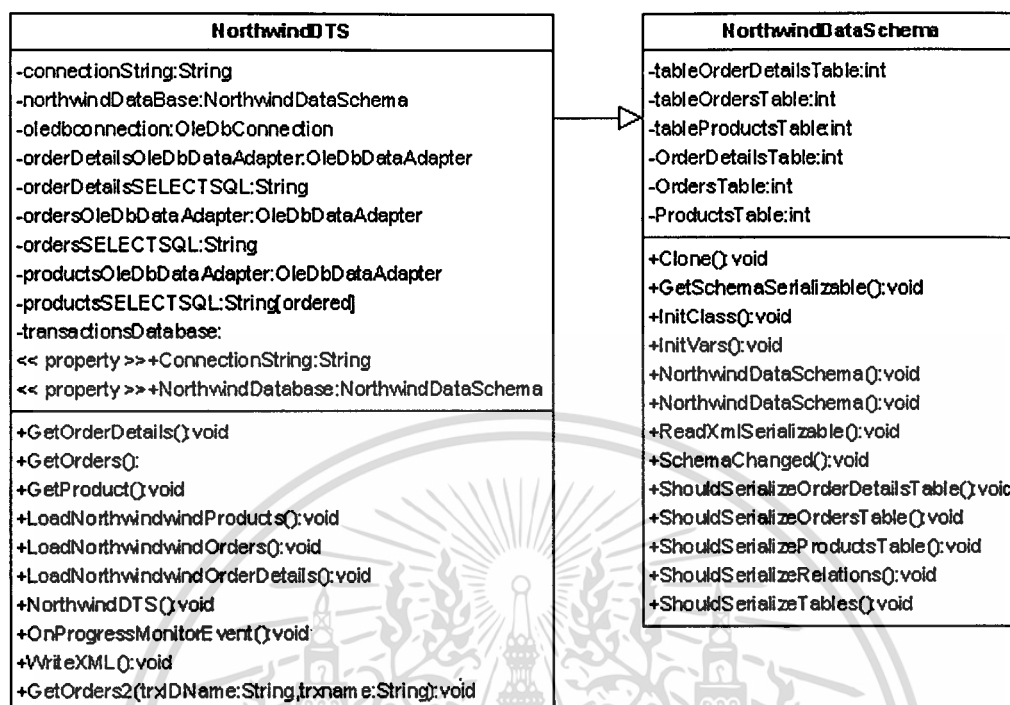 NorthwindDTS
-connectionString:String
-northwindDataBase:NorthwindDataSchema
-oledbconnection:OleDbConnection
-orderDetailsOleDbDataAdapter:OleDbDataAdapter
-orderDetailsSELECTSQL:String
-ordersOleDbDataAdapter:OleDbDataAdapter
-ordersSELECTSQL:String
-productsOleDbDataAdapter:OleDbDataAdapter
-productsSELECTSQL:String[ordered]
-transactionsDatabase:
<< property >>+ConnectionString:String
<< property >>+NorthwindDatabase:NorthwindDataSchema
+GetOrderDetails():void
+GetOrders():
+GetProduct():void
+LoadNorthwindwindProducts():void
+LoadNorthwindwindOrders():void
+LoadNorthwindwindOrderDetails():void
+NorthwindDTS():void
+OnProgressMonitorEvent():void
+WriteXML():void
+GetOrders2(trxIDName:String,trxname:String):void
NorthwindDataSchema
-tableOrderDetailsTable:int
-tableOrdersTable:int
-tableProductsTable:int
-OrderDetailsTable:int
-OrdersTable:int
-ProductsTable:int
+Clone():void
+GetSchemaSerializable():void
+InitClass():void
+InitVars():void
+NorthwindDataSchema():void
+NorthwindDataSchema():void
+ReadXmlSerializable():void
+SchemaChanged():void
+ShouldSerializeOrderDetailsTable():void
+ShouldSerializeOrdersTable():void
+ShouldSerializeProductsTable():void
+ShouldSerializeRelations():void
+ShouldSerializeTables():void